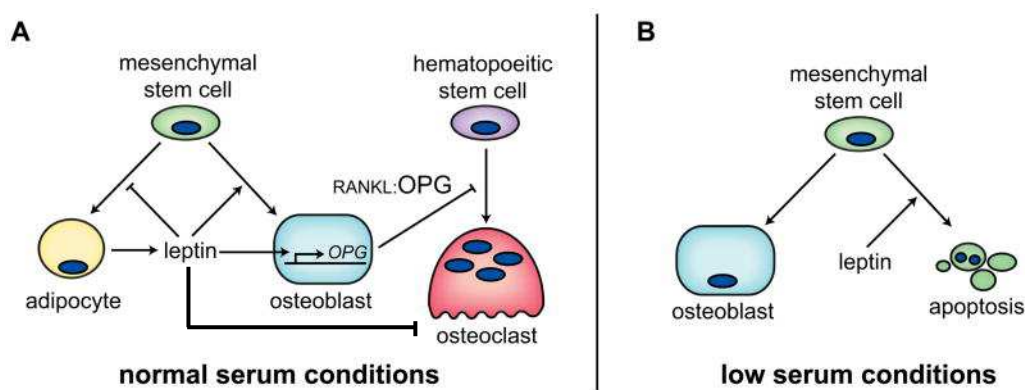 A
mesenchymal
stem cell
hematopoeitic
stem cell
RANKL:OPG
leptin
OPG
adipocyte
osteoblast
osteoclast
normal serum conditions
B
mesenchymal
stem cell
leptin
osteoblast
apoptosis
low serum conditions